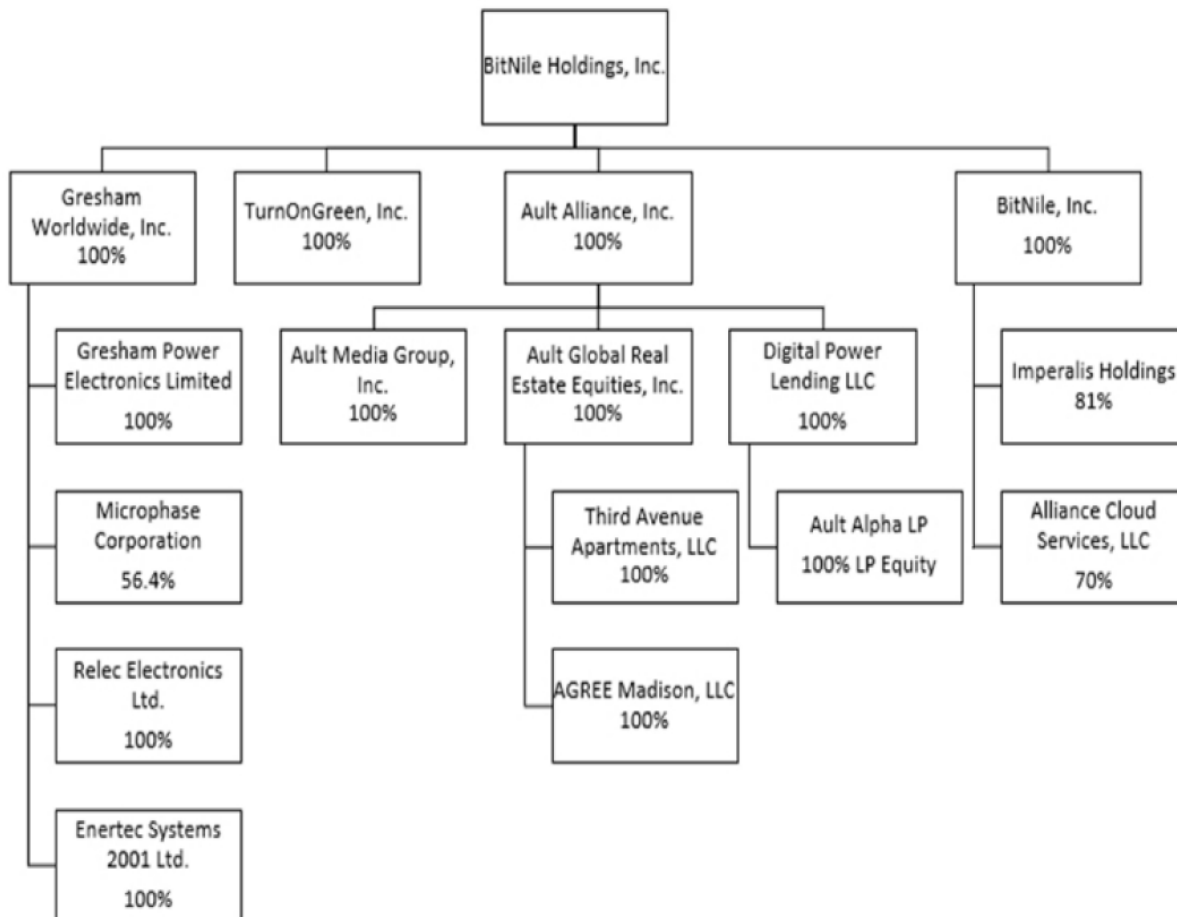 BitNile Holdings, Inc.
Gresham
Worldwide, Inc.
100%
TurnOnGreen, Inc.
100%
Ault Alliance, Inc.
100%
BitNile, Inc.
100%
Gresham Power
Electronics Limited
100%
Ault Media Group,
Inc.
100%
Ault Global Real
Estate Equities, Inc.
100%
Digital Power
Lending LLC
100%
Imperalis Holdings
81%
Microphase
Corporation
56.4%
Third Avenue
Apartments, LLC
100%
Ault Alpha LP
100% LP Equity
Alliance Cloud
Services, LLC
70%
Relec Electronics
Ltd.
100%
AGREE Madison, LLC
100%
Enertec Systems
2001 Ltd.
100%